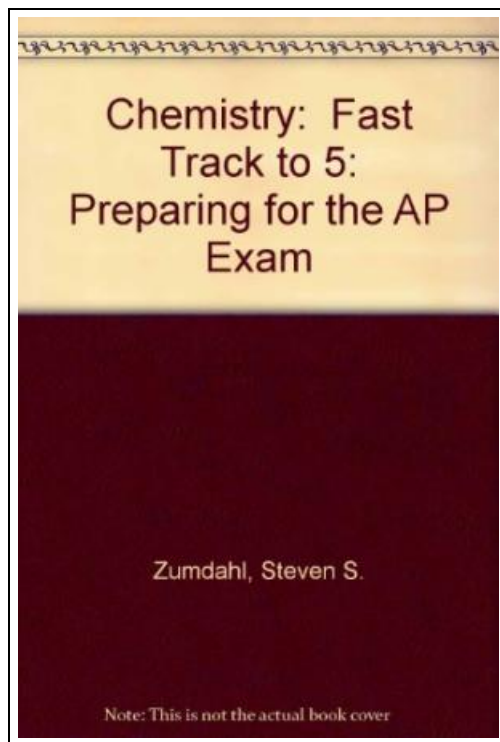 Chemistry: Fast
Track to 5:
Preparing for the AP
Exam
Zumdahl, Steven S.
Note: This is not the actual book cover